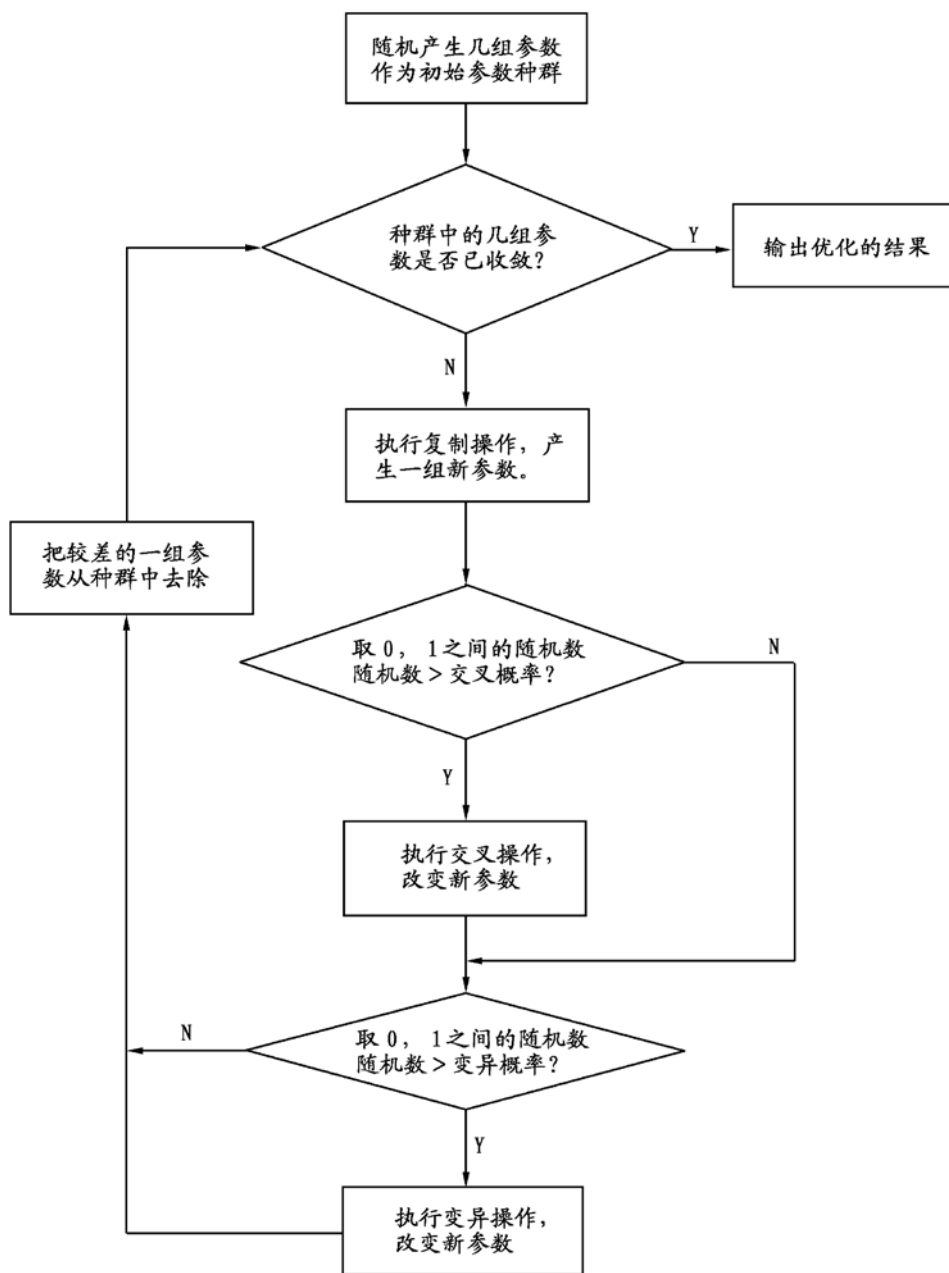 随机产生几组参数
作为初始参数种群
种群中的几组参
数是否已收敛?
Y
输出优化的结果
N
执行复制操作，产
生一组新参数。
把较差的一组参
数从种群中去除
取 0， 1之间的随机数
随机数＞交叉概率?
N
Y
执行交叉操作，
改变新参数
取 0， 1之间的随机数
随机数＞变异概率?
N
Y
执行变异操作，
改变新参数